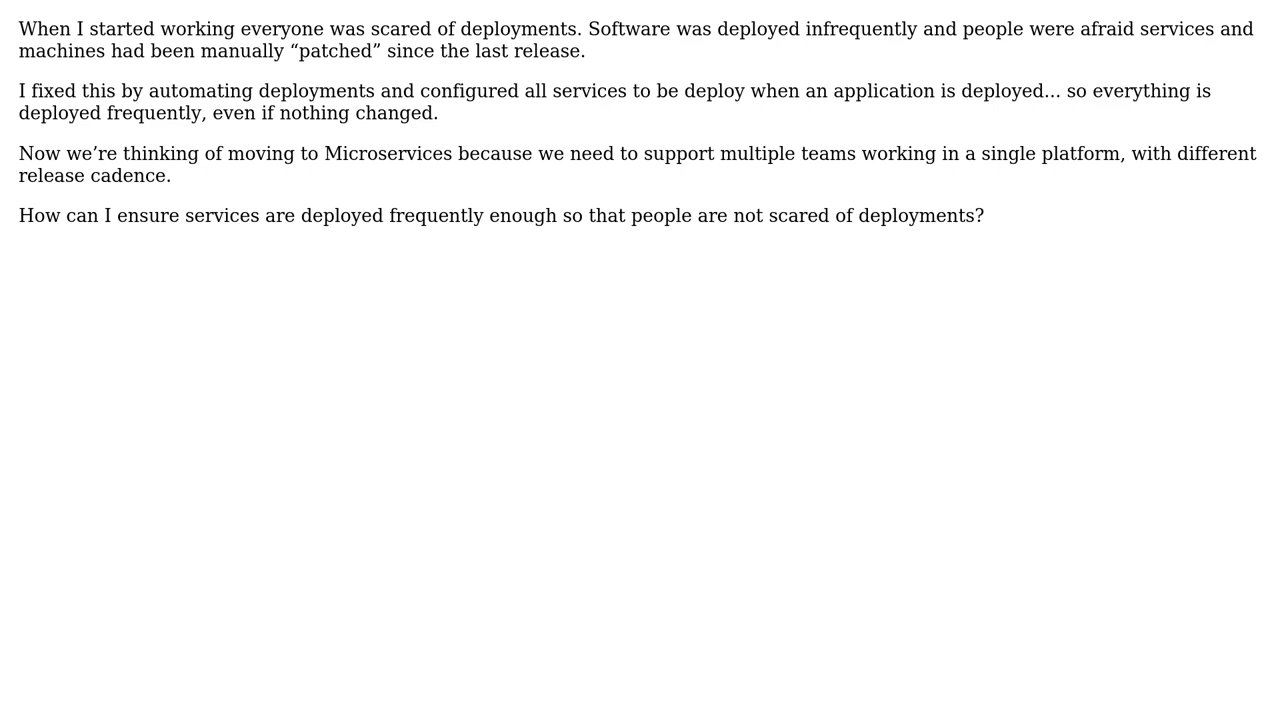 When I started working everyone was scared of deployments. Software was deployed infrequently and people were afraid services and
machines had been manually “patched” since the last release.
I fixed this by automating deployments and configured all services to be deploy when an application is deployed... so everything is
deployed frequently, even if nothing changed.
Now we’re thinking of moving to Microservices because we need to support multiple teams working in a single platform, with different
release cadence.
How can I ensure services are deployed frequently enough so that people are not scared of deployments?